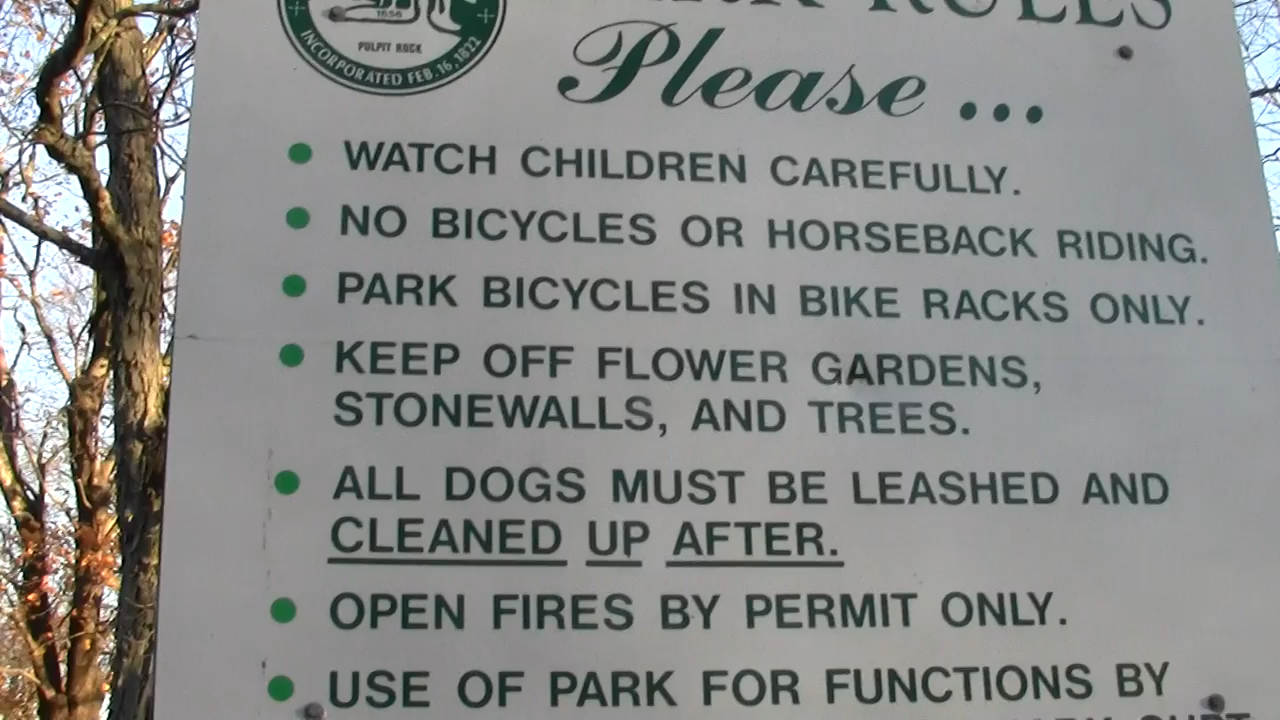 1656
PULPIT ROCK
INCORPORATED FEB. 16, 1822
RULES
Please ...
WATCH CHILDREN CAREFULLY.
NO BICYCLES OR HORSEBACK RIDING.
PARK BICYCLES IN BIKE RACKS ONLY.
KEEP OFF FLOWER GARDENS,
STONEWALLS, AND TREES.
ALL DOGS MUST BE LEASHED AND
CLEANED UP AFTER.
OPEN FIRES BY PERMIT ONLY.
USE OF PARK FOR FUNCTIONS BY